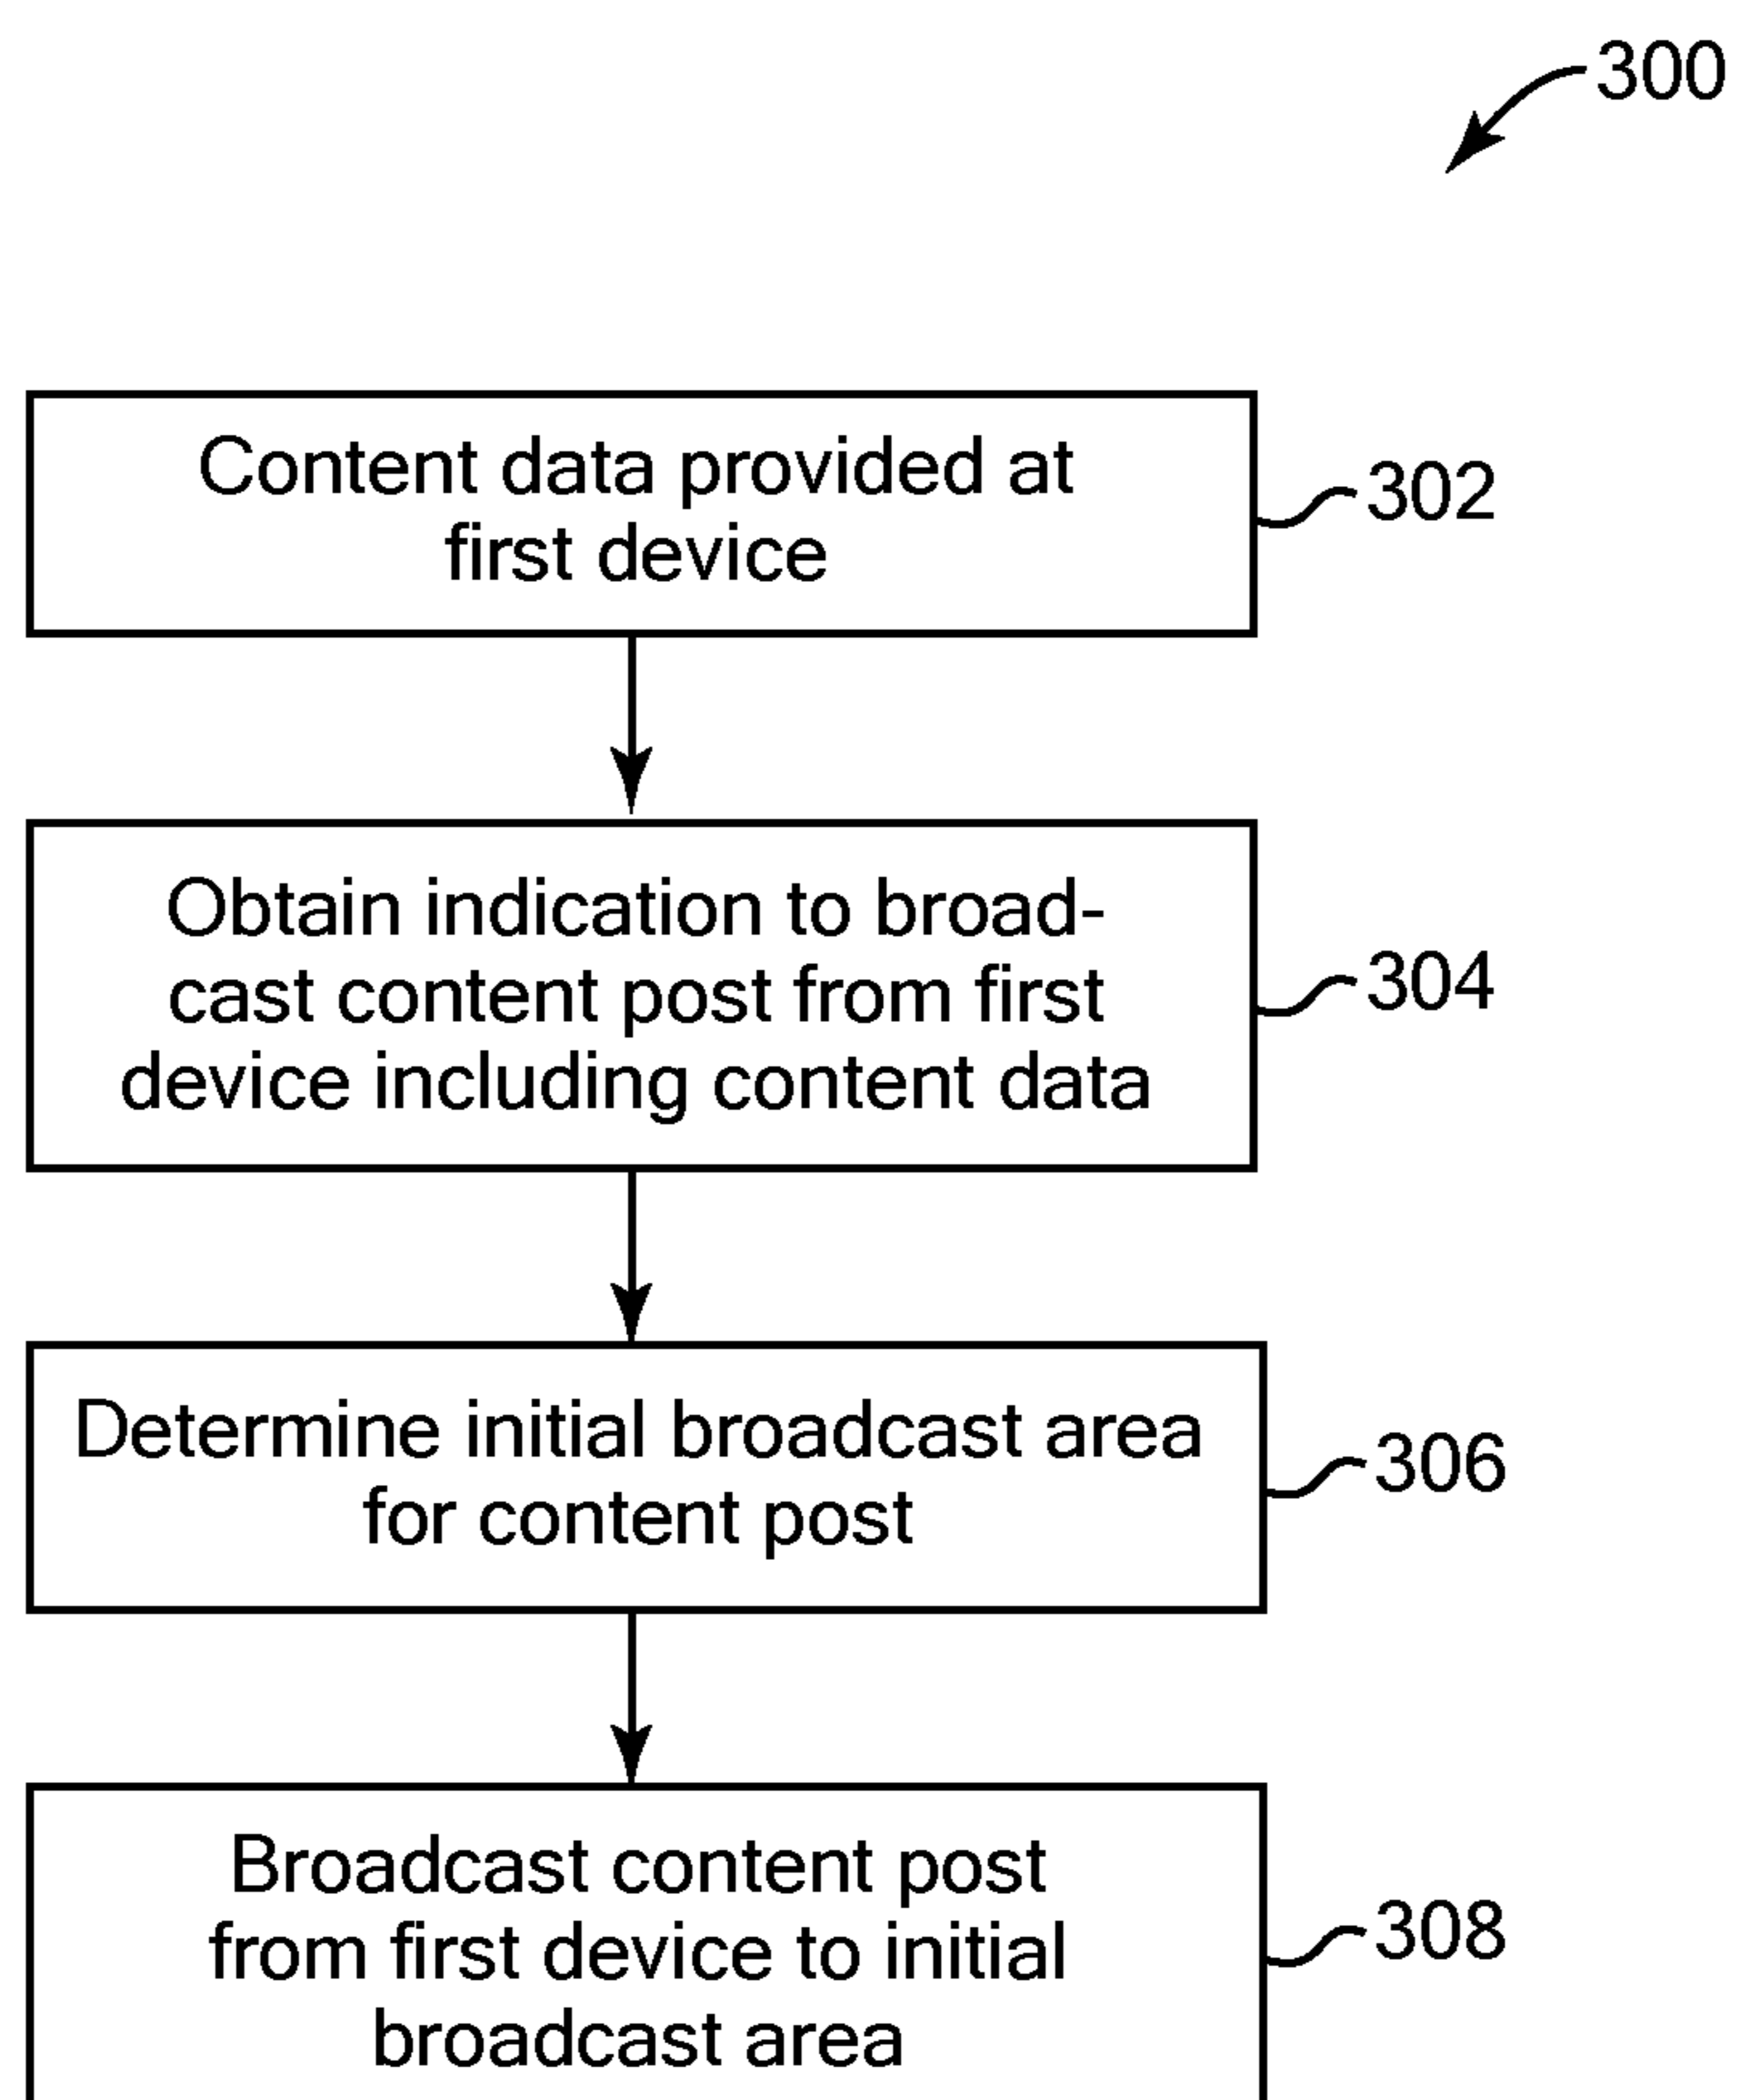 300
Content data provided at
first device
302
Obtain indication to broad-
cast content post from first
device including content data
304
Determine initial broadcast area
for content post
306
Broadcast content post
from first device to initial
broadcast area
308